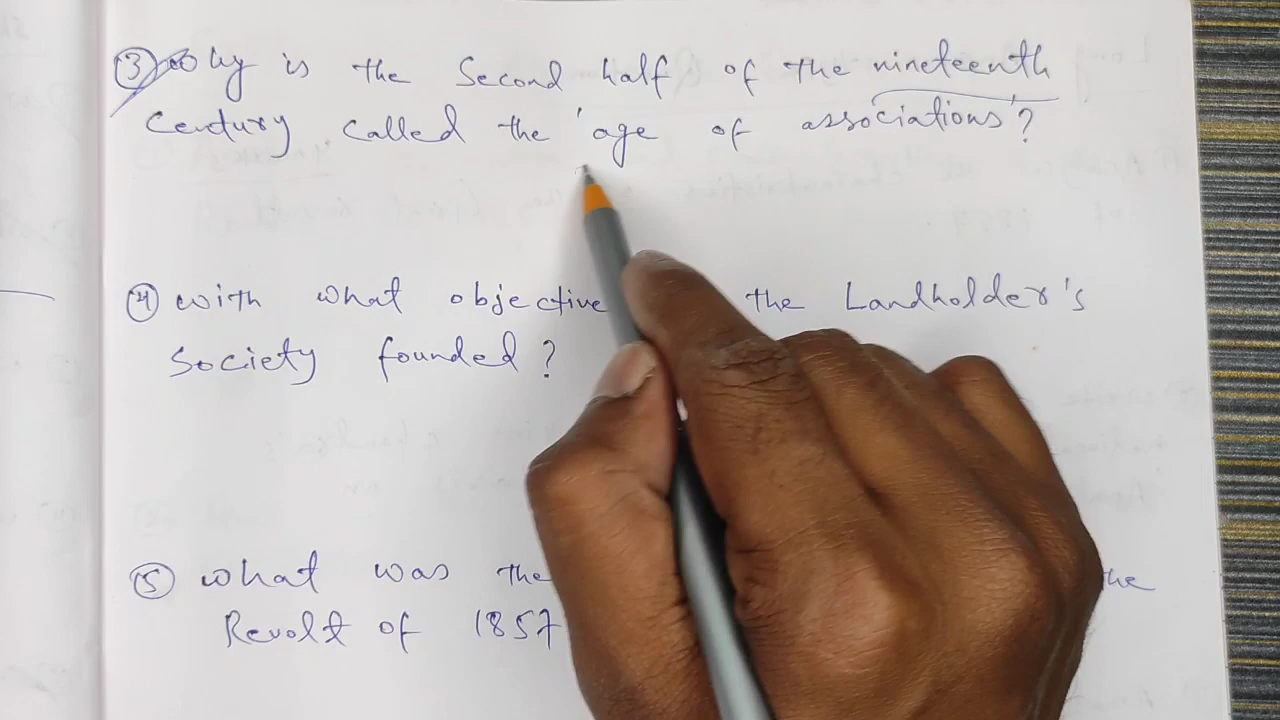 ③ Why is the Second half of the nineteenth
Century called the 'age of associations'?
④ With what objective the Landholder's
Society founded?
⑤ What was the the
Revolt of 1857